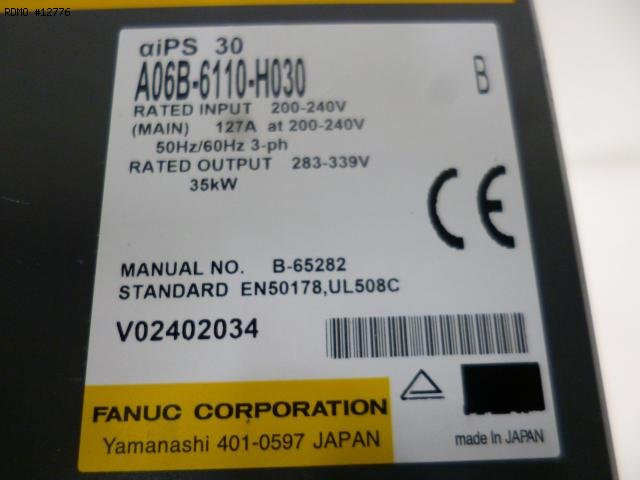 RDMO #12776
αiPS 30
A06B-6110-H030 B
RATED INPUT 200-240V
(MAIN) 127A at 200-240V
50Hz/60Hz 3-ph
RATED OUTPUT 283-339V
35kW
CE
MANUAL NO. B-65282
STANDARD EN50178,UL508C
V02402034
FANUC CORPORATION
Yamanashi 401-0597 JAPAN
made In JAPAN